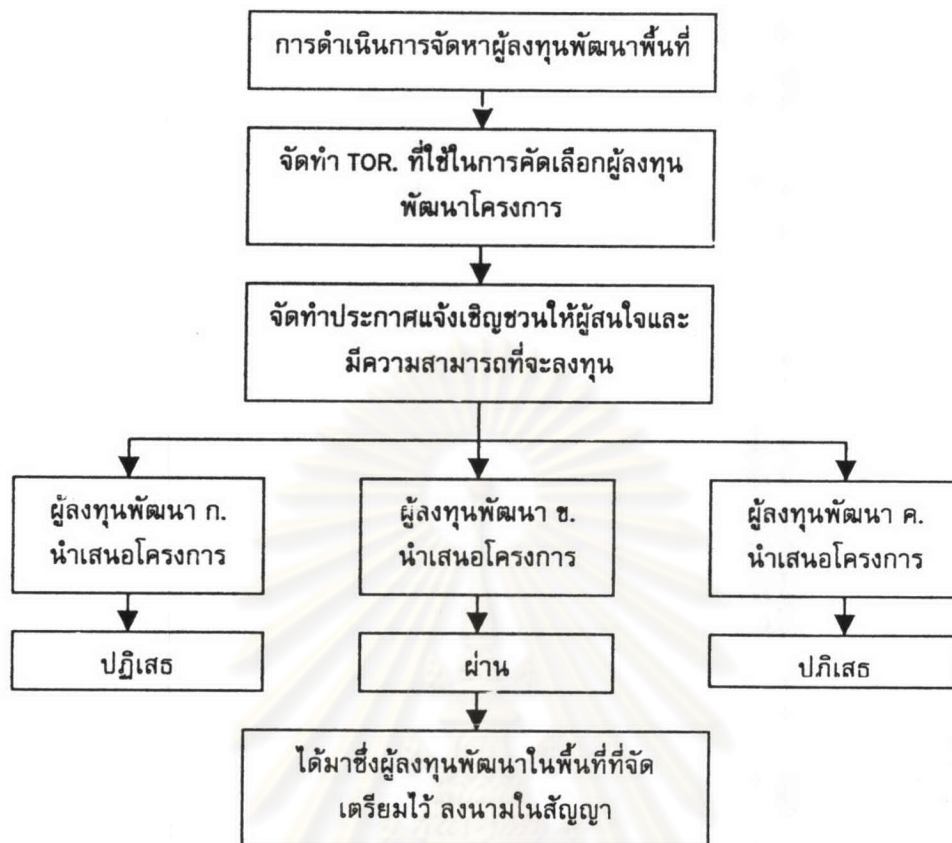 การดำเนินการจัดหาผู้ลงทุนพัฒนาพื้นที่
จัดทำ TOR. ที่ใช้ในการคัดเลือกผู้ลงทุน
พัฒนาโครงการ
จัดทำประกาศแจ้งเชิญชวนให้ผู้สนใจและ
มีความสามารถที่จะลงทุน
ผู้ลงทุนพัฒนา ก.
นำเสนอโครงการ
ผู้ลงทุนพัฒนา ข.
นำเสนอโครงการ
ผู้ลงทุนพัฒนา ค.
นำเสนอโครงการ
ปฏิเสธ
ผ่าน
ปภิเสธ
ได้มาซึ่งผู้ลงทุนพัฒนาในพื้นที่ที่จัด
เตรียมไว้ ลงนามในสัญญา